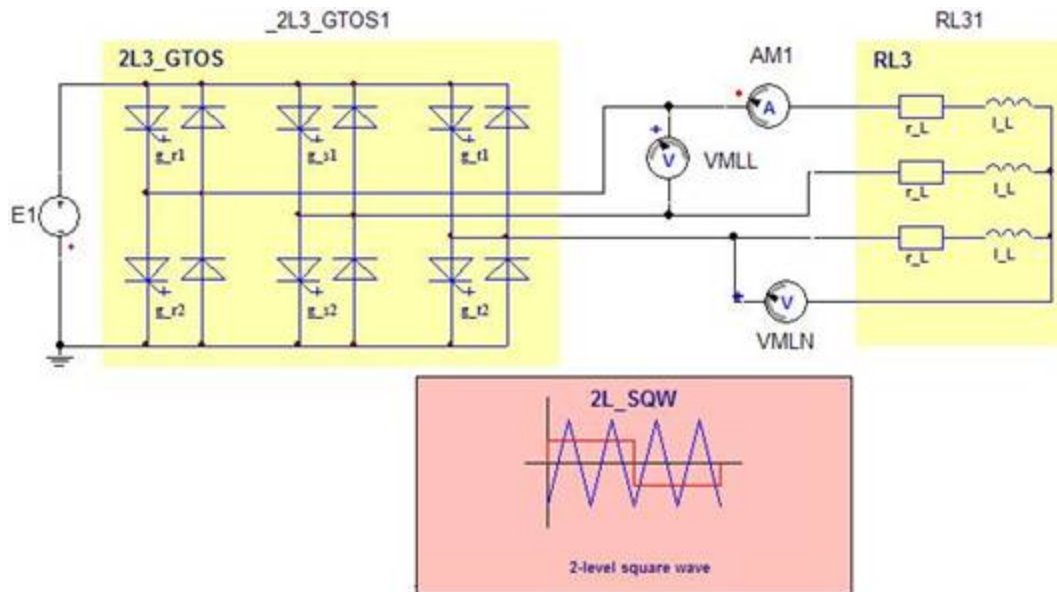 _2L3_GTOS1
RL31
2L3_GTOS
AM1
RL3
A
r_L
l_L
g_r1
g_s1
g_t1
V
VMLL
r_L
l_L
E1
r_L
l_L
g_r2
g_s2
g_t2
V
VMLN
2L_SQW
2-level square wave